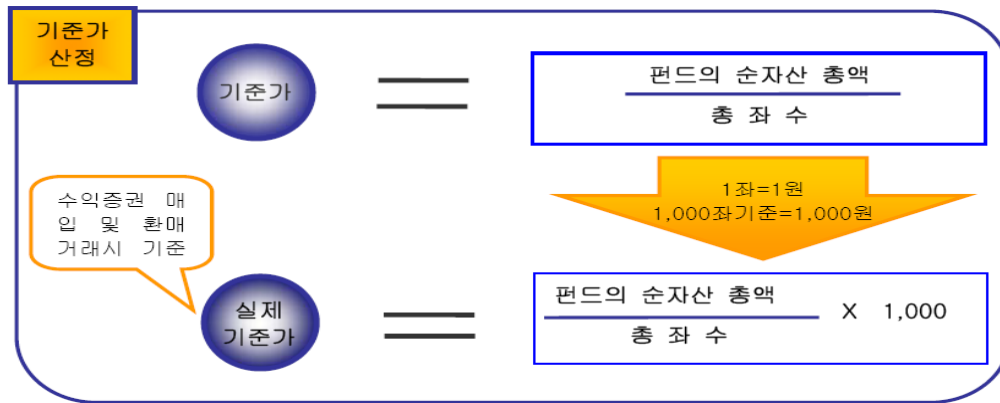 기준가
산정
기준가
펀드의 순자산 총액
총 좌 수
1좌=1원
1,000좌기준=1,000원
수익증권 매
입 및 환매
거래시 기준
실제
기준가
펀드의 순자산 총액
총 좌 수
X 1,000